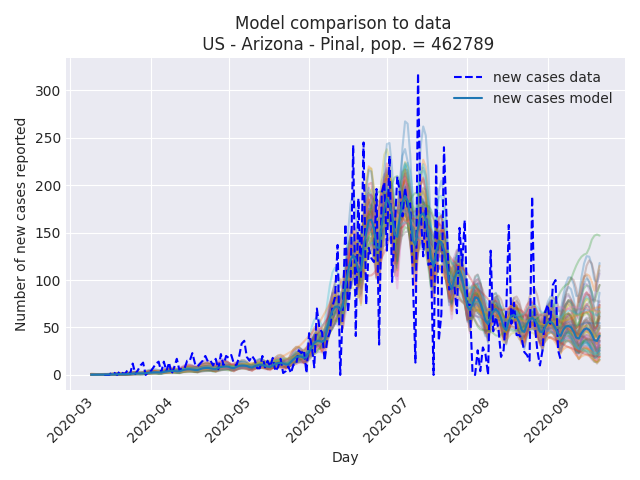 Model comparison to data
US - Arizona - Pinal, pop. = 462789
new cases data
new cases model
Number of new cases reported
300
250
200
150
100
50
0
2020-03
2020-04
2020-05
2020-06
2020-07
2020-08
2020-09
Day